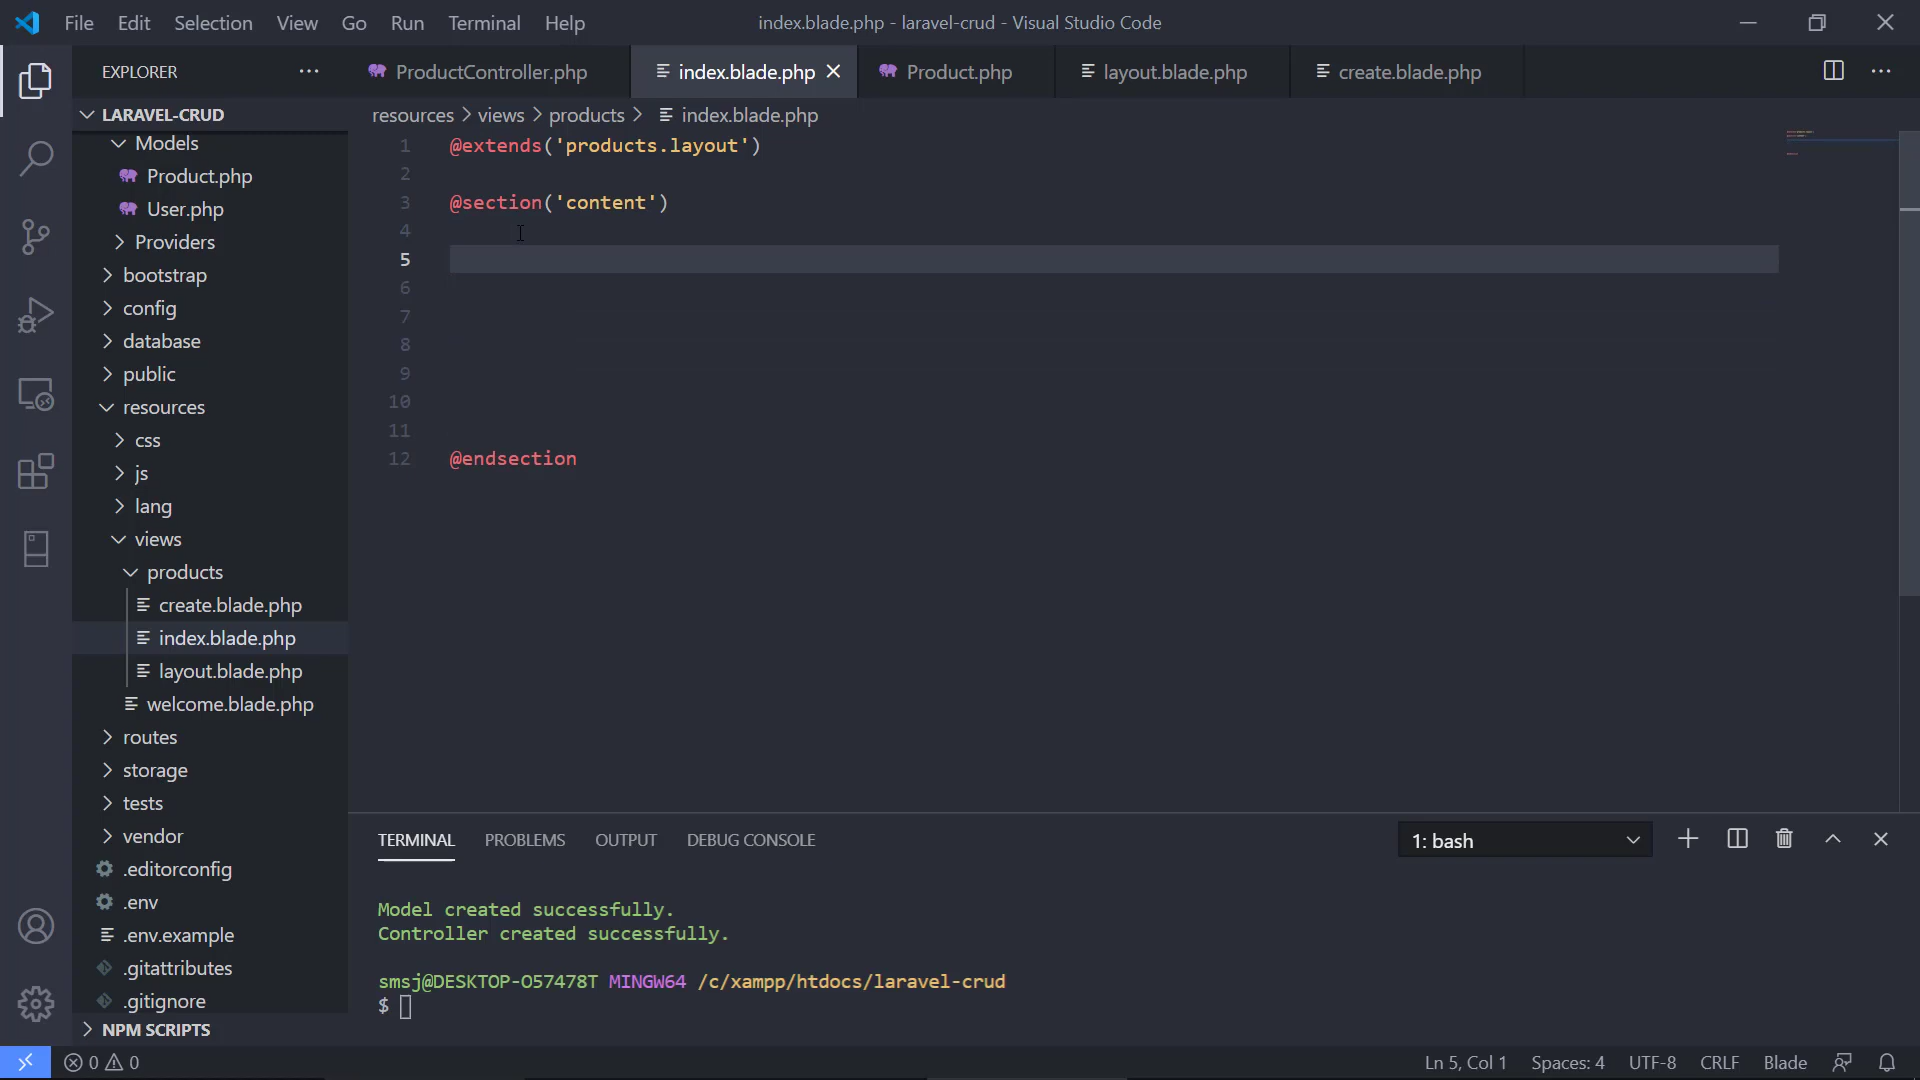 File Edit Selection View Go Run Terminal Help
index.blade.php - laravel-crud - Visual Studio Code
EXPLORER
ProductController.php
index.blade.php
Product.php
layout.blade.php
create.blade.php
LARAVEL-CRUD
resources > views > products > index.blade.php
Models
Product.php
User.php
Providers
bootstrap
config
database
public
resources
css
js
lang
views
products
create.blade.php
index.blade.php
layout.blade.php
welcome.blade.php
routes
storage
tests
vendor
.editorconfig
.env
.env.example
.gitattributes
.gitignore
NPM SCRIPTS
1 @extends('products.layout')
2
3 @section('content')
4
5
6
7
8
9
10
11
12 @endsection
TERMINAL PROBLEMS OUTPUT DEBUG CONSOLE
1: bash
Model created successfully.
Controller created successfully.
smsj@DESKTOP-O57478T MINGW64 /c/xampp/htdocs/laravel-crud
$
0 0
Ln 5, Col 1 Spaces: 4 UTF-8 CRLF Blade